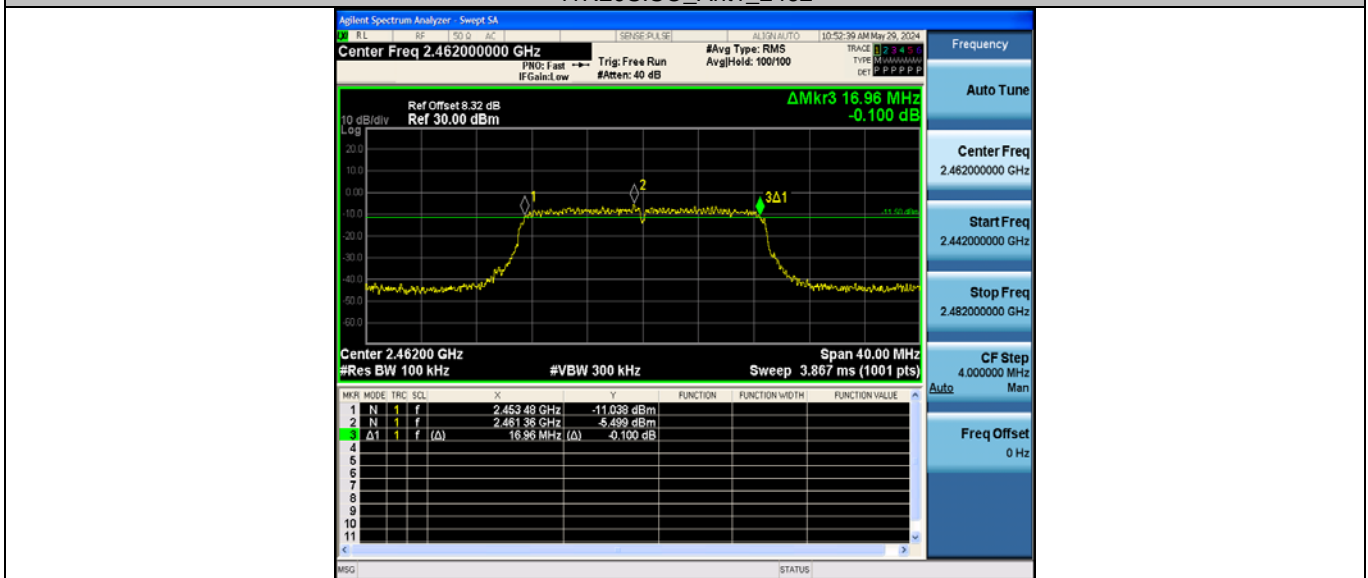 Agilent Spectrum Analyzer - Swept SA
RL RF 50 Ω AC SENSE:PULSE ALIGN AUTO 10:52:39 AM May 29, 2024
Center Freq 2.462000000 GHz
PNO: Fast
IFGain:Low
Trig: Free Run
#Atten: 40 dB
#Avg Type: RMS
Avg|Hold: 100/100
TRACE 1 2 3 4 5 6
TYPE
DET P P P P P P
Ref Offset 8.32 dB
Ref 30.00 dBm
10 dB/div
Log
ΔMkr3 16.96 MHz
-0.100 dB
20.0
10.0
0.00
-10.0
-20.0
-30.0
-40.0
-50.0
-60.0
1
2
3Δ1
-11.50 dBm
Center 2.46200 GHz
#Res BW 100 kHz
#VBW 300 kHz
Span 40.00 MHz
Sweep 3.867 ms (1001 pts)
MKR MODE TRC SCL X Y FUNCTION FUNCTION WIDTH FUNCTION VALUE
1 N 1 f 2.453 48 GHz -11.038 dBm
2 N 1 f 2.461 36 GHz -5.499 dBm
3 Δ1 1 f (Δ) 16.96 MHz (Δ) -0.100 dB
4
5
6
7
8
9
10
11
MSG STATUS
Frequency
Auto Tune
Center Freq
2.462000000 GHz
Start Freq
2.442000000 GHz
Stop Freq
2.482000000 GHz
CF Step
4.000000 MHz
Auto Man
Freq Offset
0 Hz